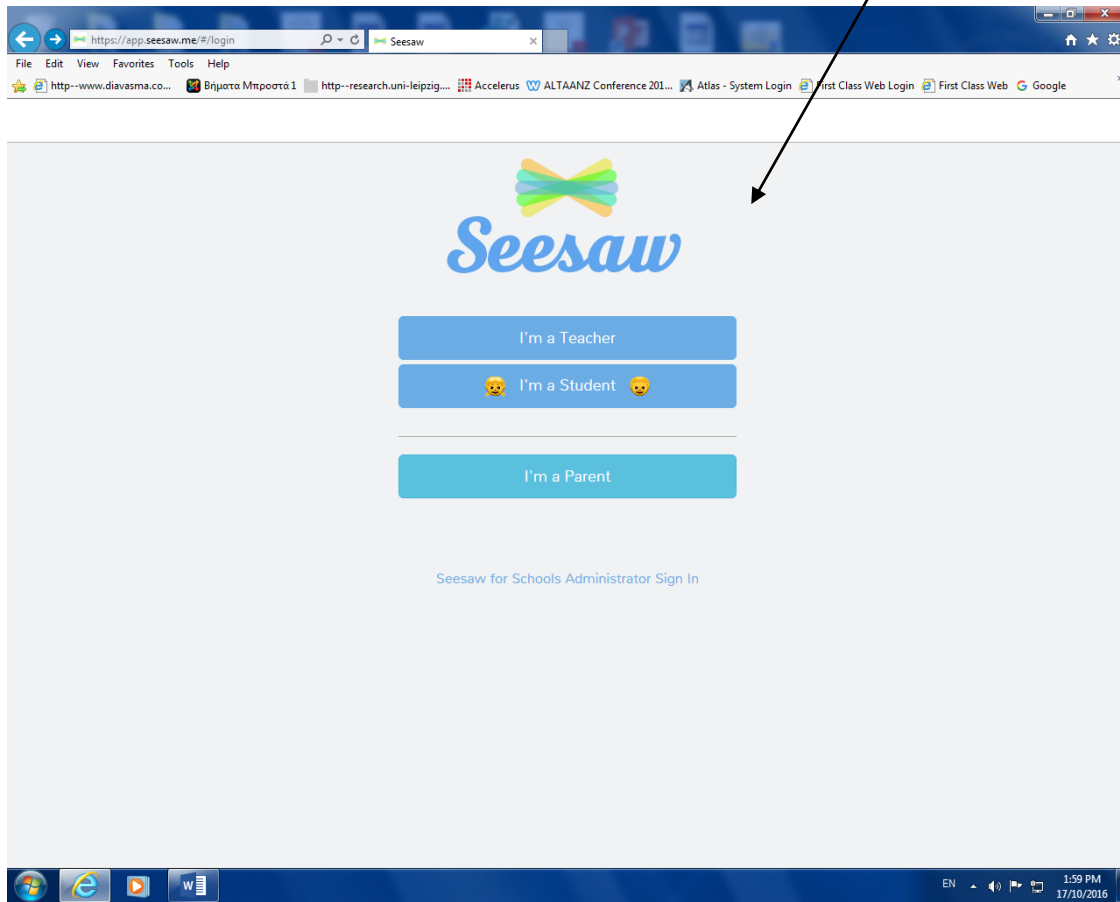 https://app.seesaw.me/#/login
Seesaw
File Edit View Favorites Tools Help
http--www.diavasma.co... Βήματα Μπροστά 1 http--research.uni-leipzig.... Accelerus ALTAANZ Conference 201... Atlas - System Login First Class Web Login First Class Web Google
Seesaw
I'm a Teacher
I'm a Student
I'm a Parent
Seesaw for Schools Administrator Sign In
EN 1:59 PM
17/10/2016